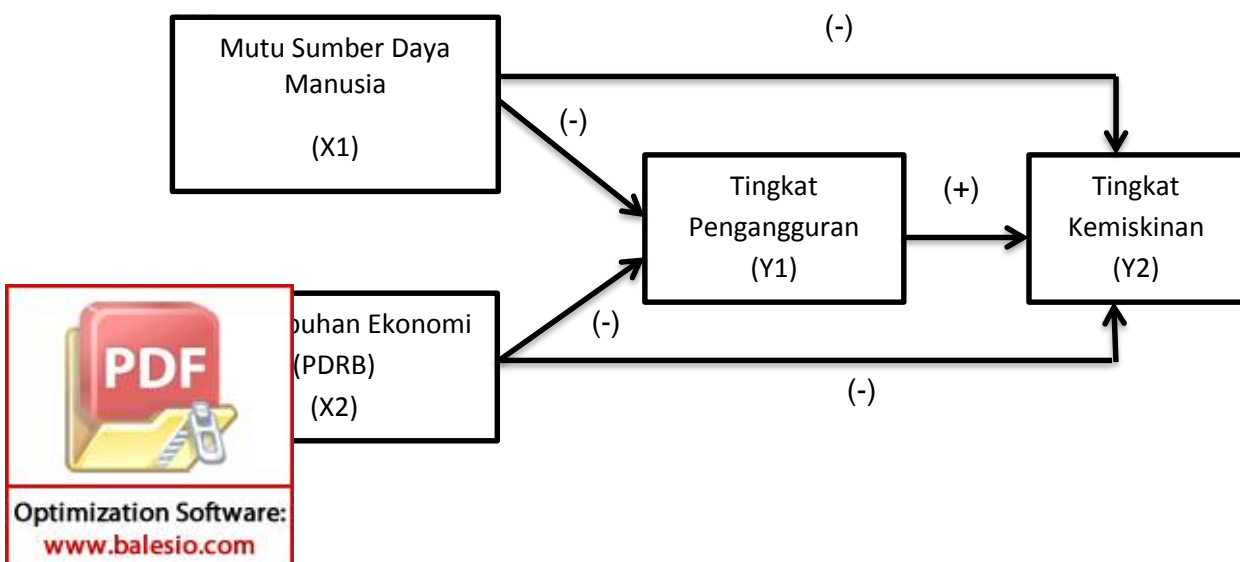 (-)
Mutu Sumber Daya
Manusia
(X1)
(-)
Tingkat
Pengangguran
(Y1)
(+)
Tingkat
Kemiskinan
(Y2)
Ekonomi
(PDRB)
(X2)
(-)
(-)
PDF
Optimization Software:
www.balesio.com